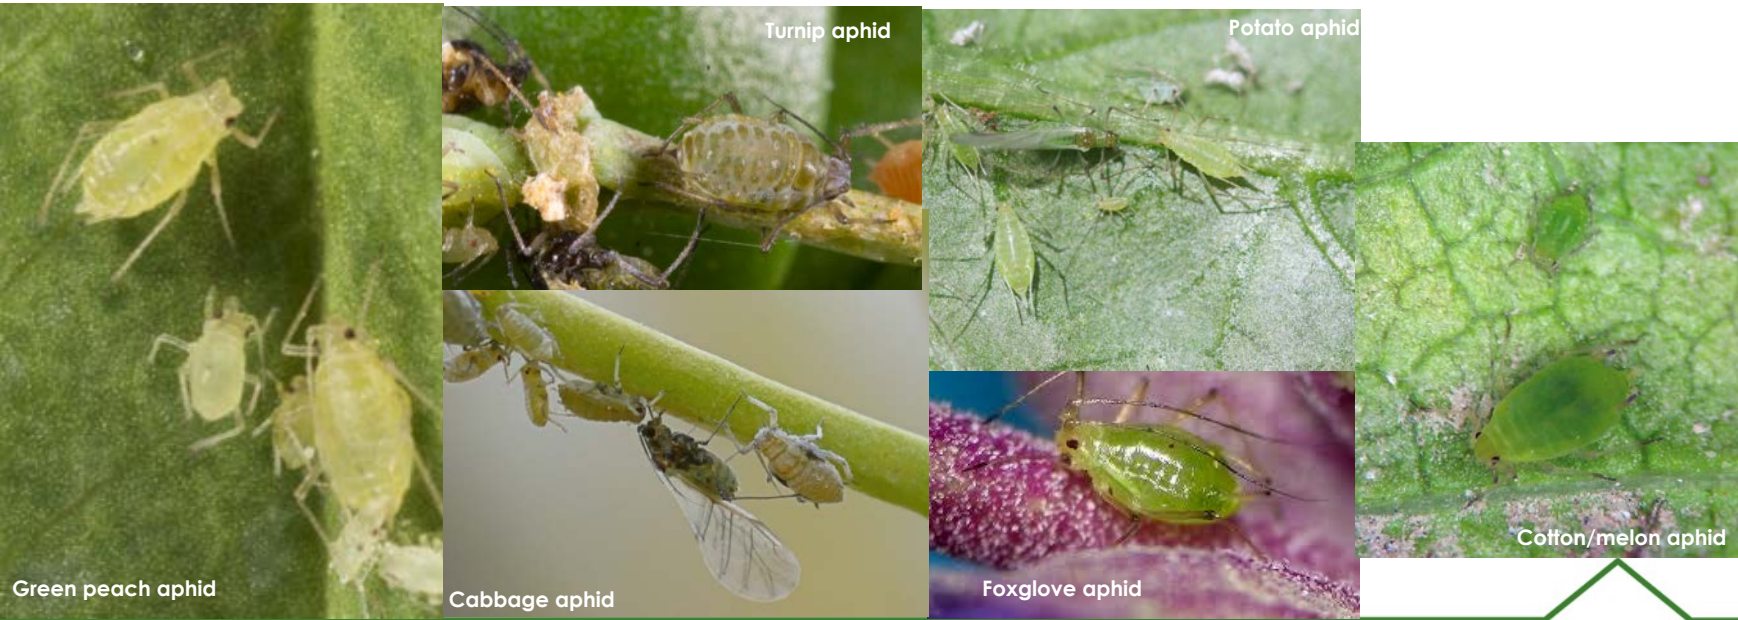 Turnip aphid
Potato aphid
Green peach aphid
Cabbage aphid
Foxglove aphid
Cotton/melon aphid